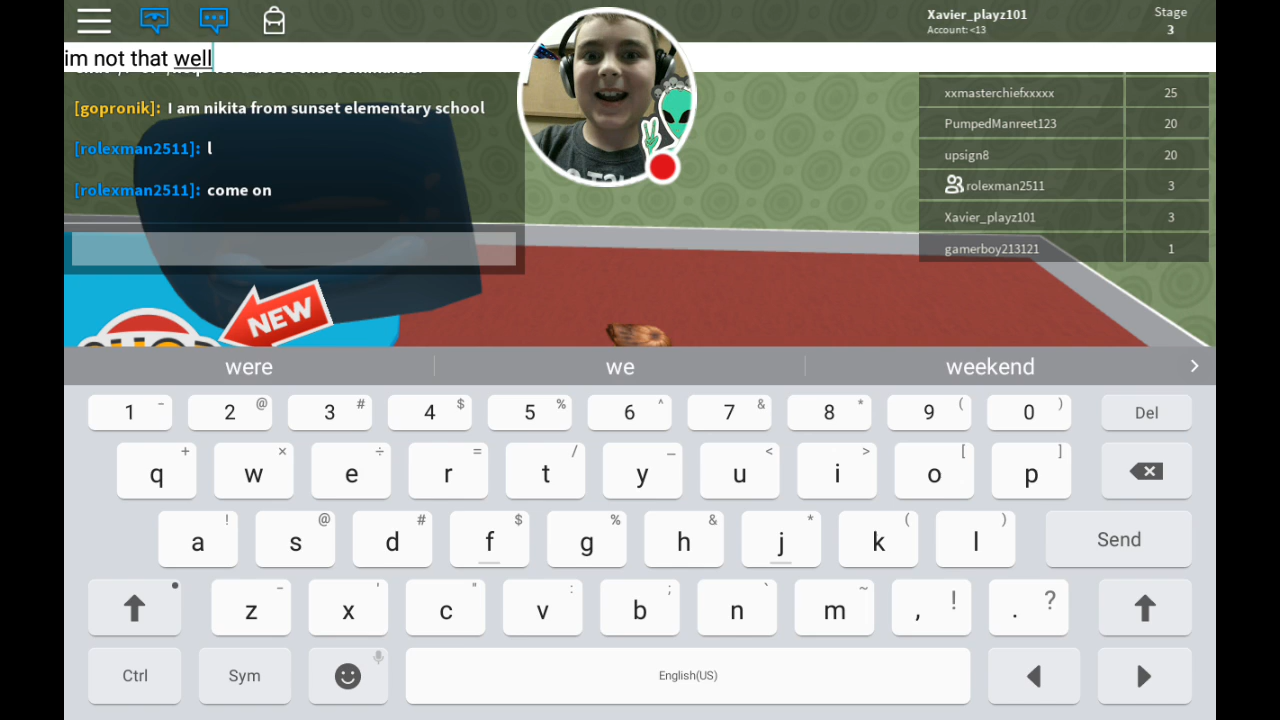 Xavier_playz101
Account: <13
Stage
3
im not that well
[gopronik]: I am nikita from sunset elementary school
[rolexman2511]: l
[rolexman2511]: come on
xxmasterchiefxxxxx 25
PumpedManreet123 20
upsign8 20
rolexman2511 3
Xavier_playz101 3
gamerboy213121 1
NEW
SHOP
were we weekend >
1 - 2 @ 3 # 4 $ 5 % 6 ^ 7 & 8 * 9 ( 0 ) Del
q + w × e ÷ r = t / y _ u < i > o [ p ]
a ! s @ d # f $ g % h & j * k ( l ) Send
z - x ' c " v : b ; n ` m ~ , ! . ?
Ctrl Sym English(US)